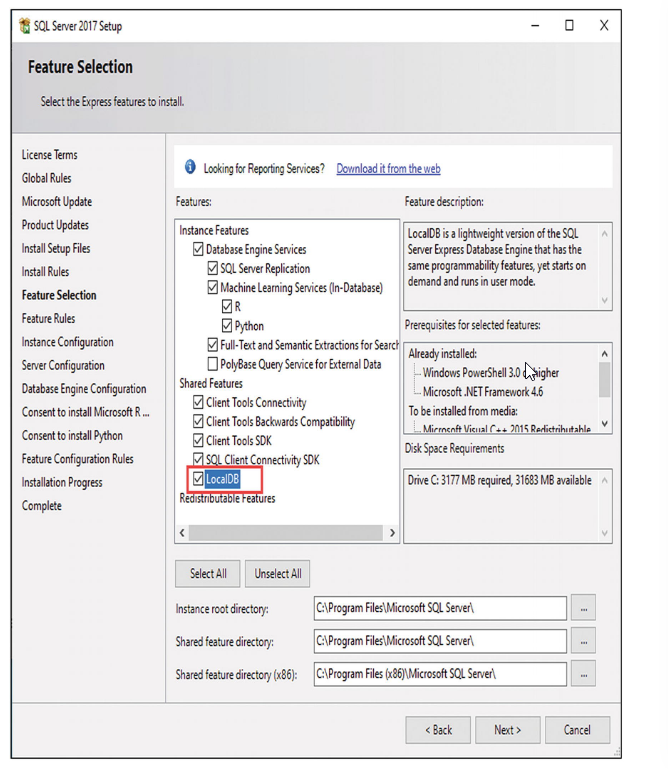 SQL Server 2017 Setup
Feature Selection
Select the Express features to install.
License Terms
Global Rules
Microsoft Update
Product Updates
Install Setup Files
Install Rules
Feature Selection
Feature Rules
Instance Configuration
Server Configuration
Database Engine Configuration
Consent to install Microsoft R ...
Consent to install Python
Feature Configuration Rules
Installation Progress
Complete
Looking for Reporting Services? Download it from the web
Features:
Instance Features
Database Engine Services
SQL Server Replication
Machine Learning Services (In-Database)
R
Python
Full-Text and Semantic Extractions for Search
PolyBase Query Service for External Data
Shared Features
Client Tools Connectivity
Client Tools Backwards Compatibility
Client Tools SDK
SQL Client Connectivity SDK
LocalDB
Redistributable Features
Feature description:
LocalDB is a lightweight version of the SQL
Server Express Database Engine that has the
same programmability features, yet starts on
demand and runs in user mode.
Prerequisites for selected features:
Already installed:
Windows PowerShell 3.0 or higher
Microsoft .NET Framework 4.6
To be installed from media:
Microsoft Visual C++ 2015 Redistributable
Disk Space Requirements
Drive C: 3177 MB required, 31683 MB available
Select All
Unselect All
Instance root directory: C:\Program Files\Microsoft SQL Server\ ...
Shared feature directory: C:\Program Files\Microsoft SQL Server\ ...
Shared feature directory (x86): C:\Program Files (x86)\Microsoft SQL Server\ ...
< Back
Next >
Cancel